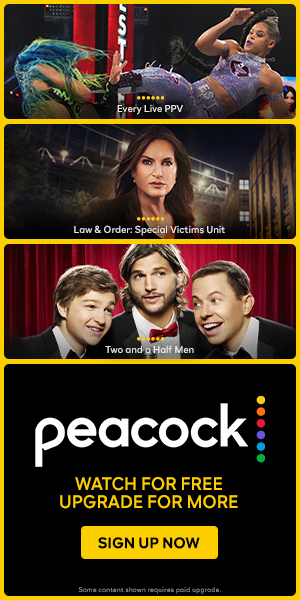 EST
Every Live PPV
Law & Order: Special Victims Unit
Two and a Half Men
peacock
WATCH FOR FREE
UPGRADE FOR MORE
SIGN UP NOW
Some content shown requires paid upgrade.